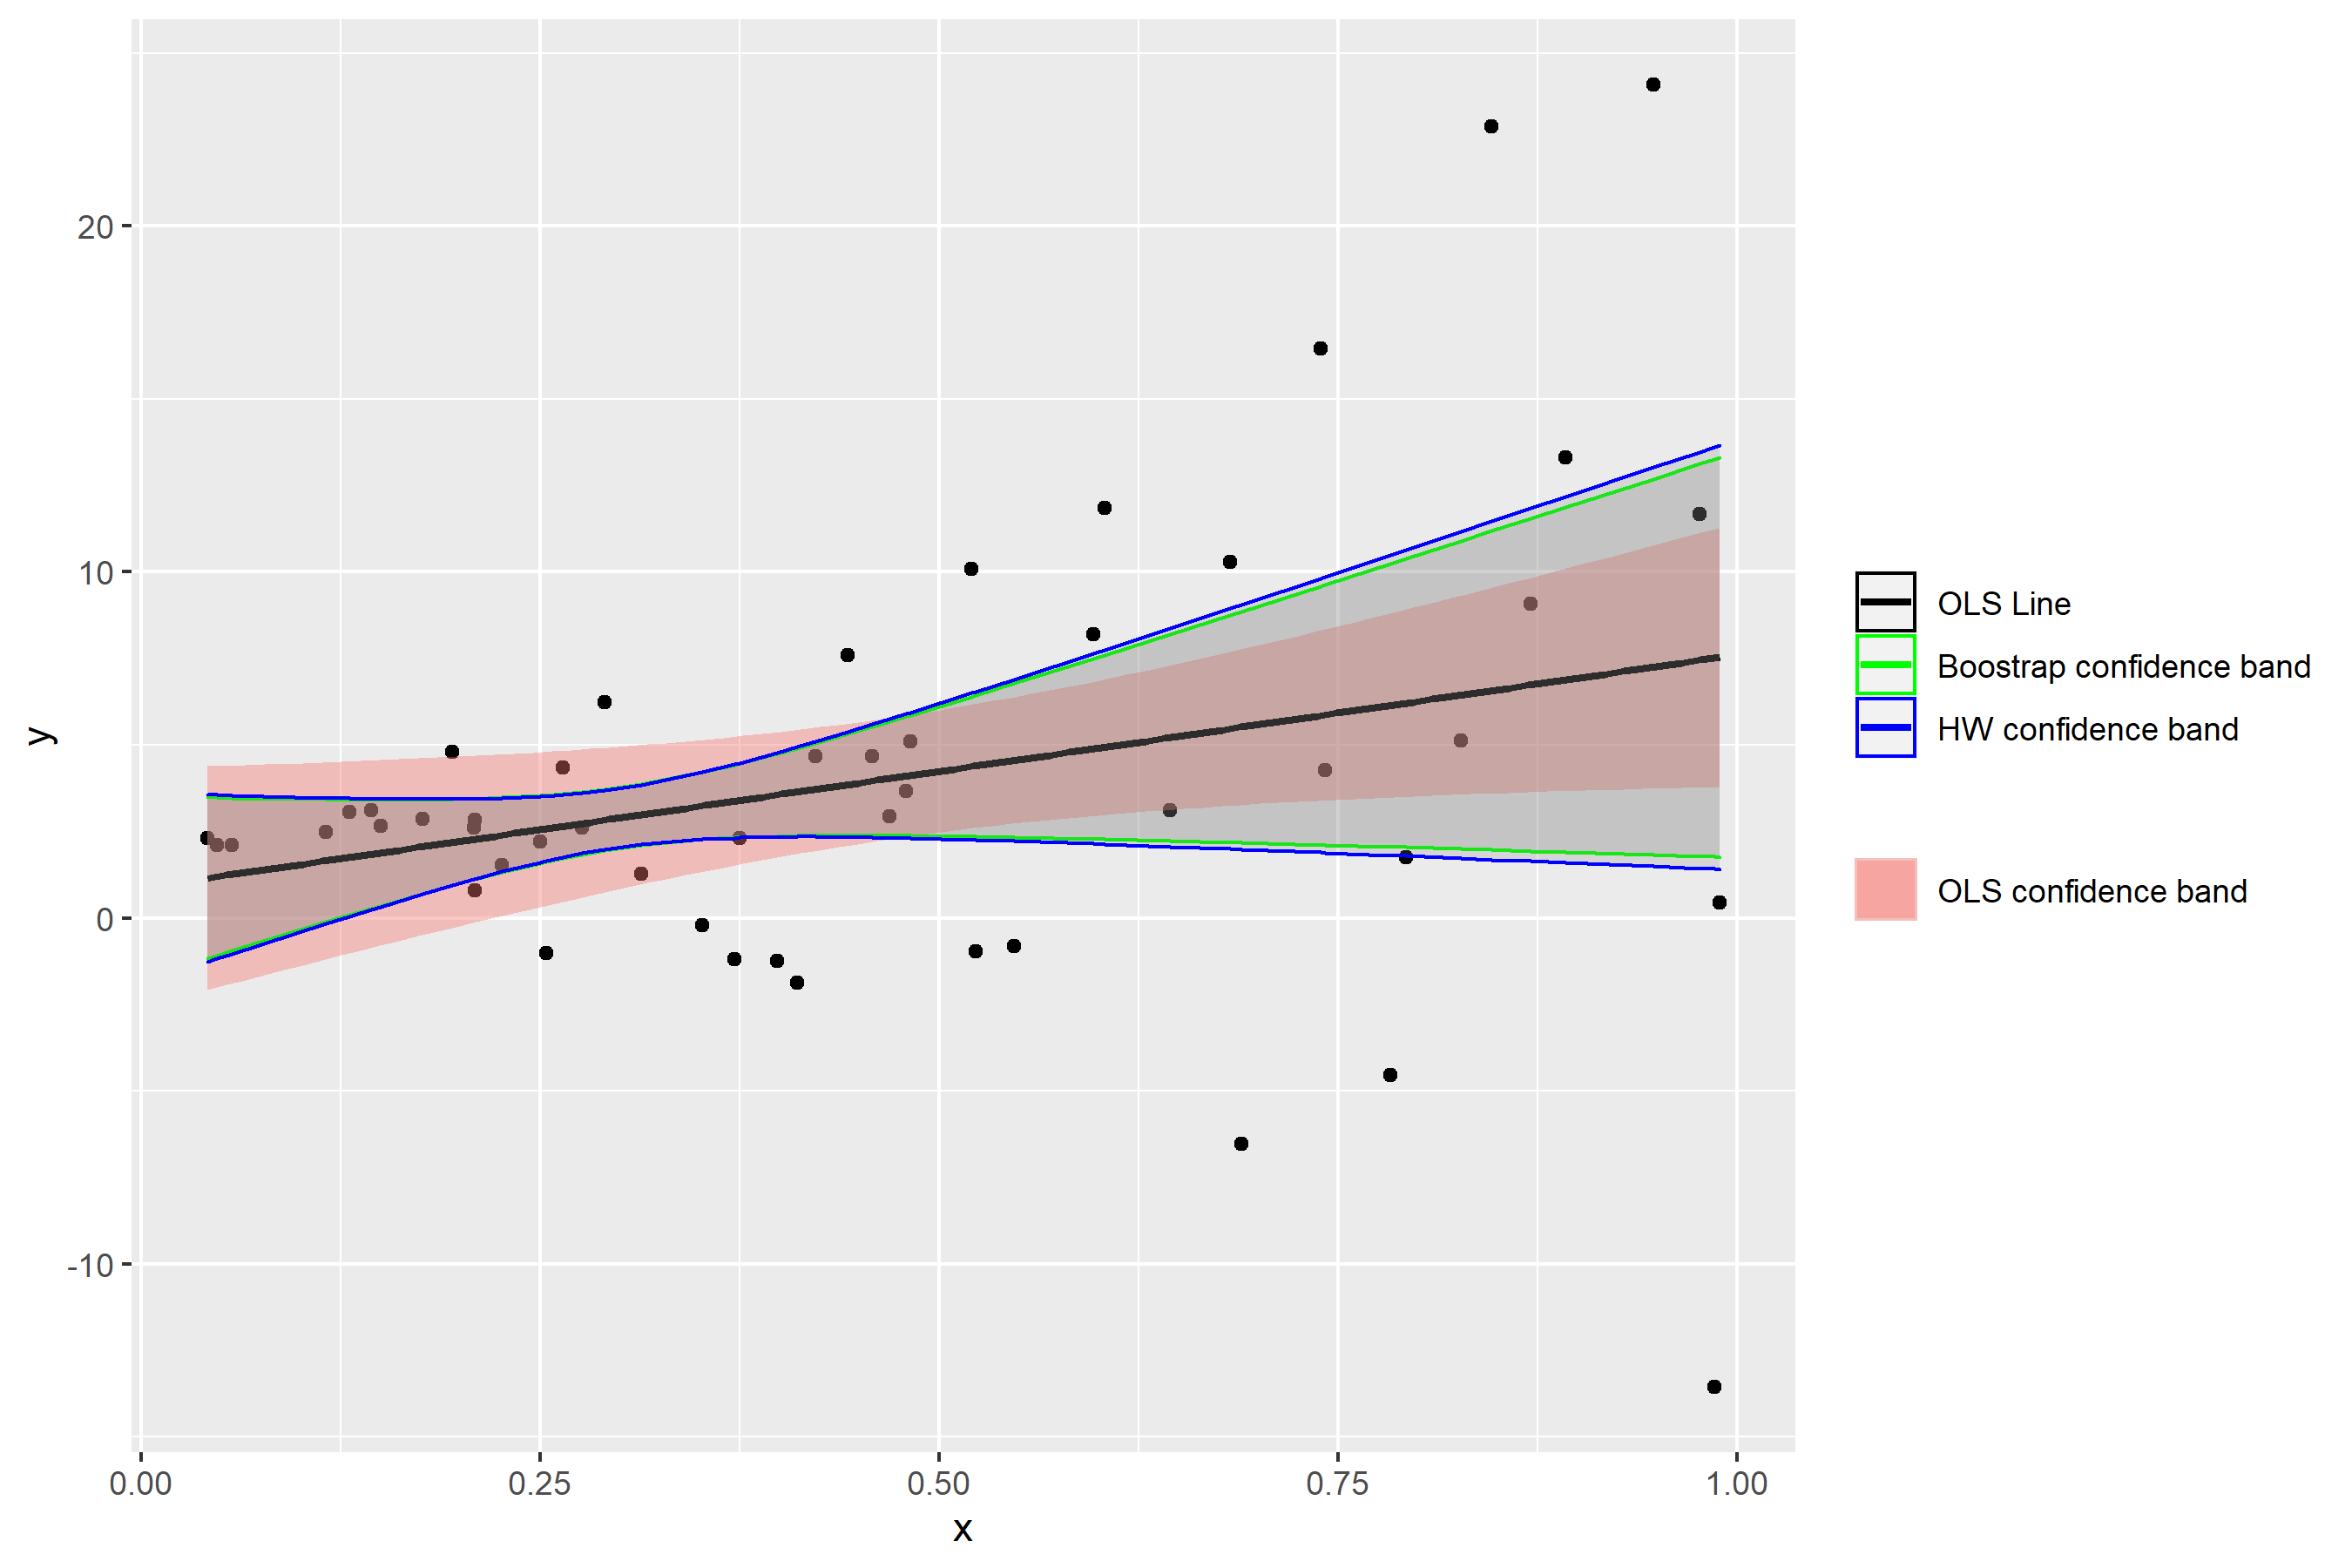 20
10
0
-10
y
0.00 0.25 0.50 0.75 1.00
x
OLS Line
Boostrap confidence band
HW confidence band
OLS confidence band